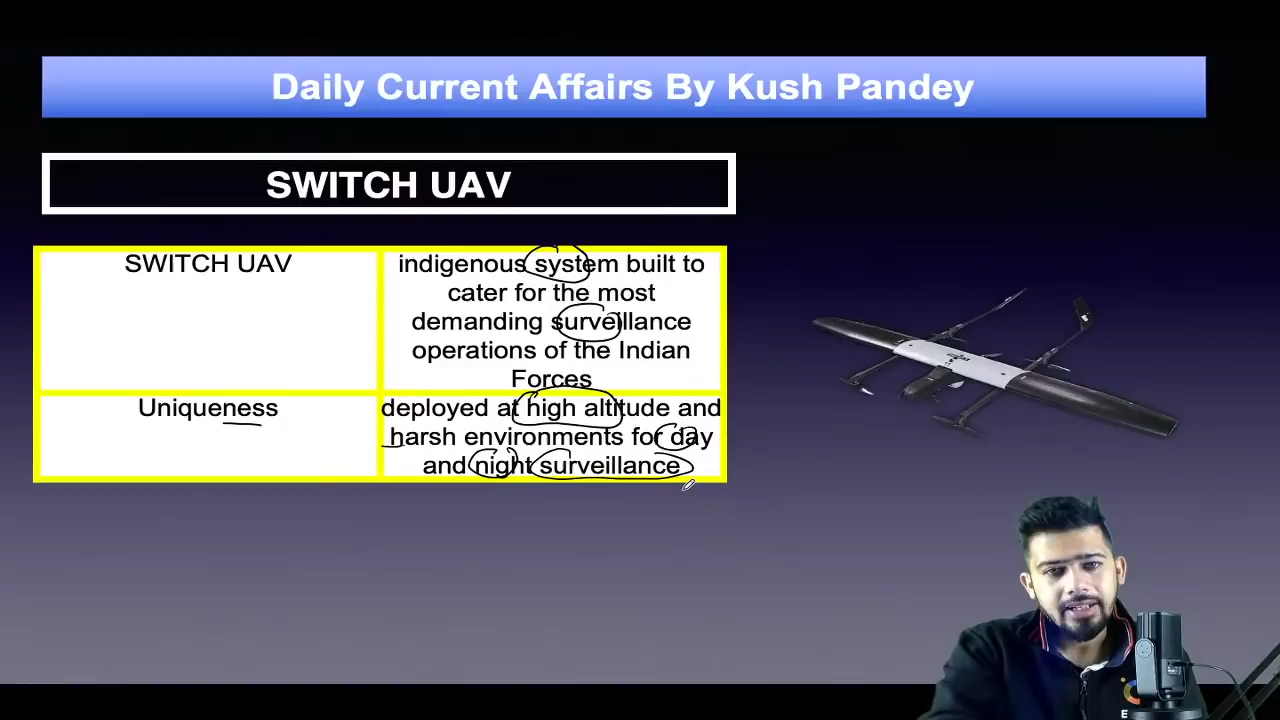 Daily Current Affairs By Kush Pandey
SWITCH UAV
SWITCH UAV
indigenous system built to
cater for the most
demanding surveillance
operations of the Indian
Forces
Uniqueness
deployed at high altitude and
harsh environments for day
and night surveillance
E